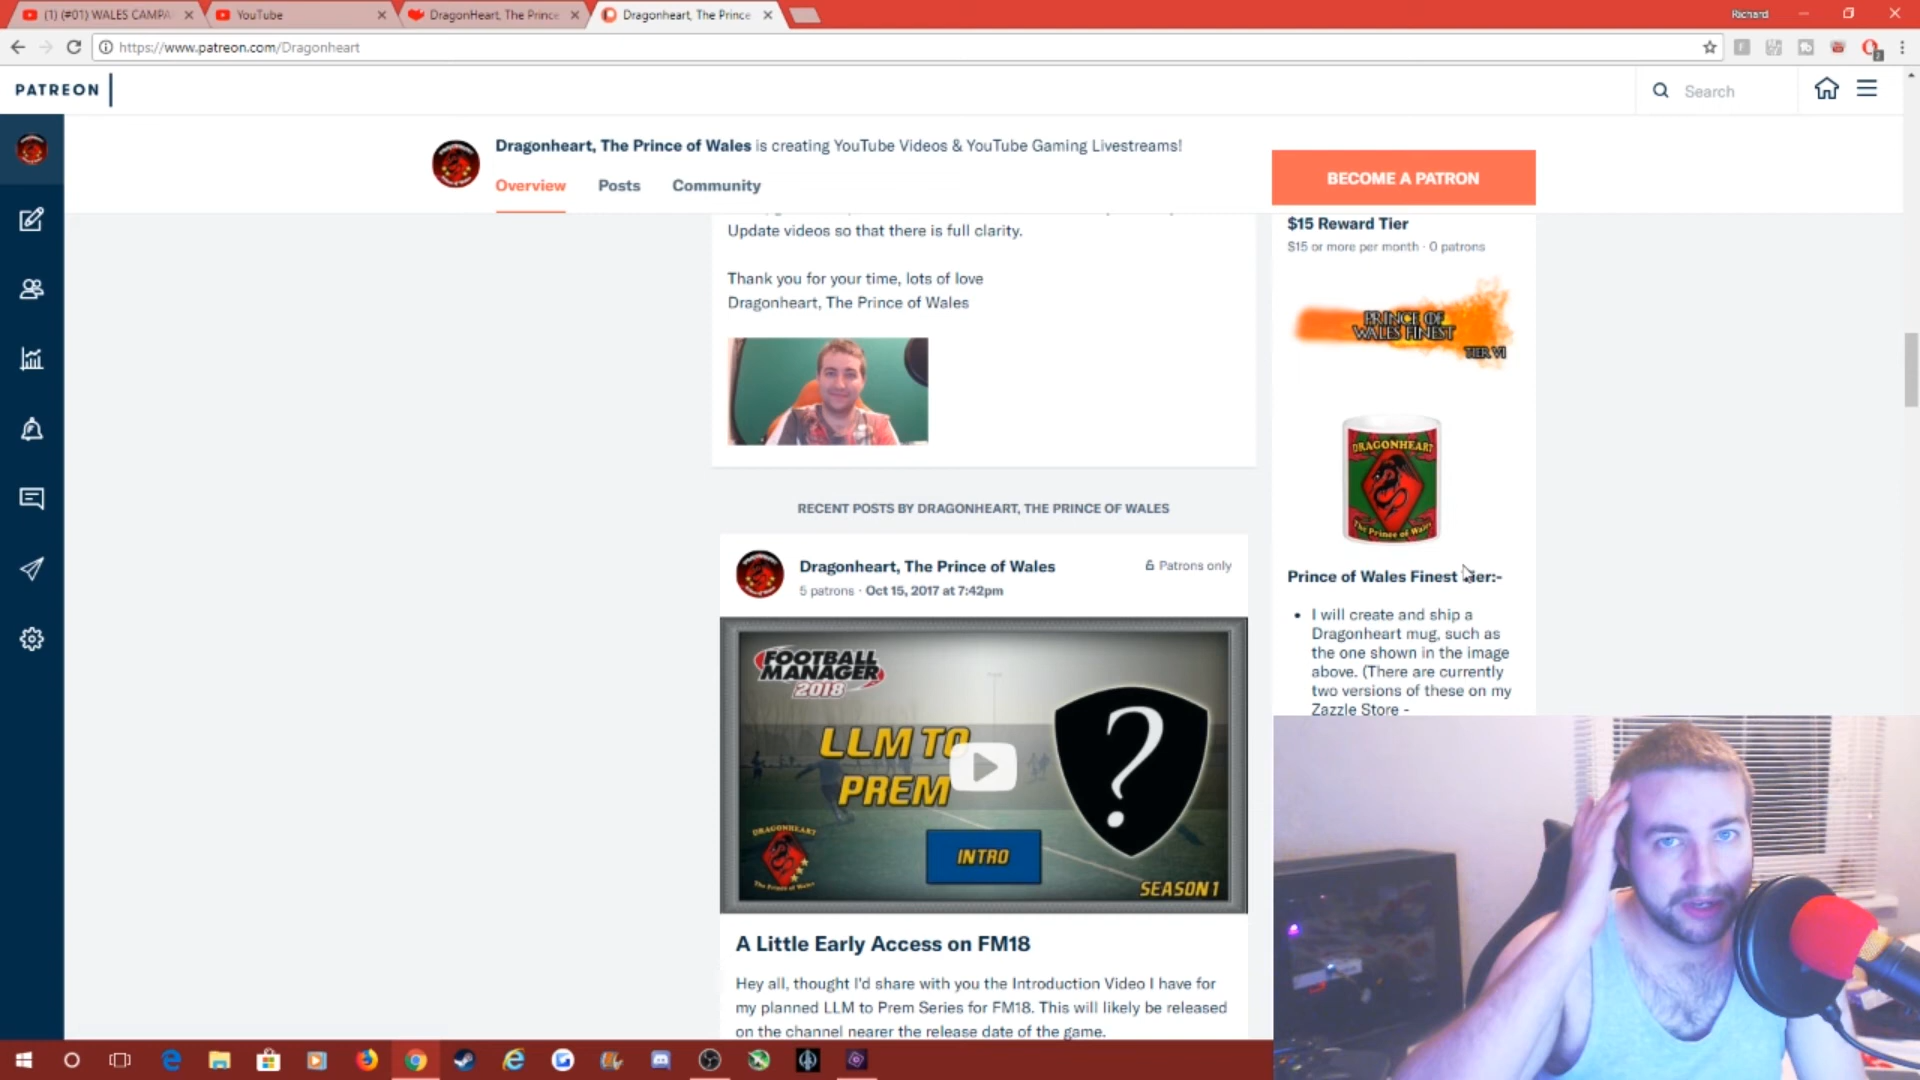 (1) (#01) WALES CAMPA
YouTube
DragonHeart, The Prince
Dragonheart, The Prince
Richard
https://www.patreon.com/Dragonheart
PATREON
Search
Dragonheart, The Prince of Wales is creating YouTube Videos & YouTube Gaming Livestreams!
Overview Posts Community
BECOME A PATRON
Update videos so that there is full clarity.
Thank you for your time, lots of love
Dragonheart, The Prince of Wales
$15 Reward Tier
$15 or more per month · 0 patrons
PRINCE OF
WALES FINEST
TIER VI
DRAGONHEART
The Prince of Wales
Prince of Wales Finest Tier:-
• I will create and ship a
Dragonheart mug, such as
the one shown in the image
above. (There are currently
two versions of these on my
Zazzle Store -
RECENT POSTS BY DRAGONHEART, THE PRINCE OF WALES
Dragonheart, The Prince of Wales
Patrons only
5 patrons · Oct 15, 2017 at 7:42pm
FOOTBALL
MANAGER
2018
LLM TO
PREM
?
INTRO
DRAGONHEART
The Prince of Wales
SEASON 1
A Little Early Access on FM18
Hey all, thought I'd share with you the Introduction Video I have for
my planned LLM to Prem Series for FM18. This will likely be released
on the channel nearer the release date of the game.